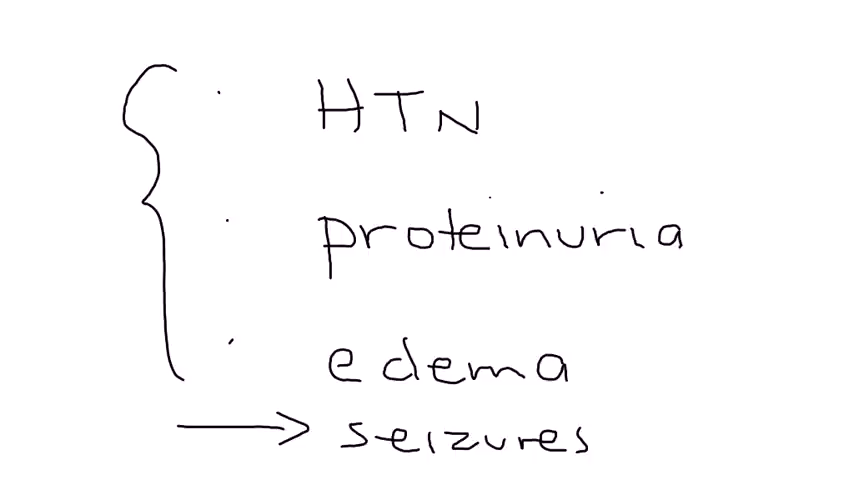 HTN
proteinuria
edema
→ seizures